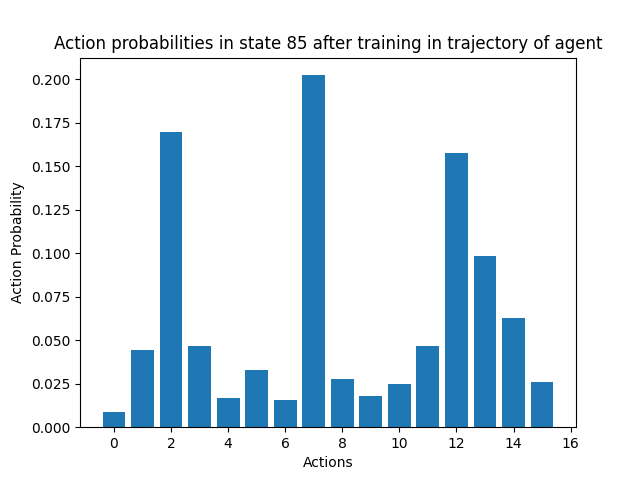 Action probabilities in state 85 after training in trajectory of agent
0.200
0.175
0.150
0.125
0.100
0.075
0.050
0.025
0.000
Action Probability
0 2 4 6 8 10 12 14 16
Actions